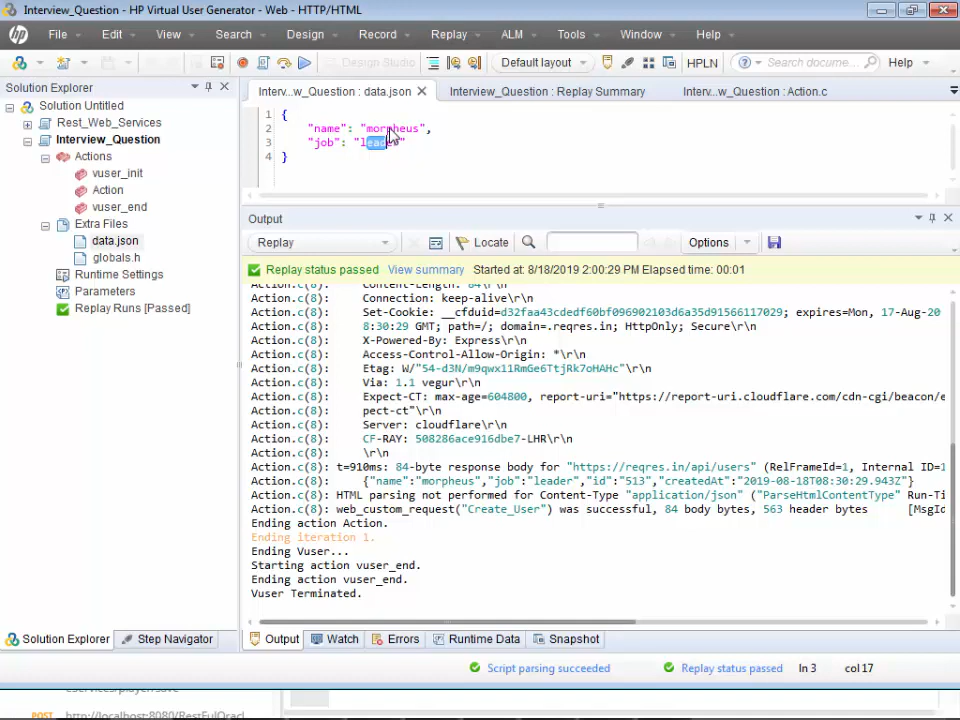 Interview_Question - HP Virtual User Generator - Web - HTTP/HTML
File Edit View Search Design Record Replay ALM Tools Window Help
Design Studio Default layout HPLN Search docume... Help
Solution Explorer
Interv...w_Question : data.json Interview_Question : Replay Summary Interv...w_Question : Action.c
Solution Untitled
Rest_Web_Services
Interview_Question
Actions
vuser_init
Action
vuser_end
Extra Files
data.json
globals.h
Runtime Settings
Parameters
Replay Runs [Passed]
1 {
2 "name": "morpheus",
3 "job": "leader"
4 }
Output
Replay Locate Options
Replay status passed View summary Started at: 8/18/2019 2:00:29 PM Elapsed time: 00:01
Action.c(8): Content-Length: 84\r\n
Action.c(8): Connection: keep-alive\r\n
Action.c(8): Set-Cookie: __cfduid=d32faa43cdedf60bf096902103d6a35d91566117029; expires=Mon, 17-Aug-20
Action.c(8): 8:30:29 GMT; path=/; domain=.reqres.in; HttpOnly; Secure\r\n
Action.c(8): X-Powered-By: Express\r\n
Action.c(8): Access-Control-Allow-Origin: *\r\n
Action.c(8): Etag: W/"54-d3N/m9qwx11RmGe6TtjRk7oHAHc"\r\n
Action.c(8): Via: 1.1 vegur\r\n
Action.c(8): Expect-CT: max-age=604800, report-uri="https://report-uri.cloudflare.com/cdn-cgi/beacon/e
Action.c(8): pect-ct"\r\n
Action.c(8): Server: cloudflare\r\n
Action.c(8): CF-RAY: 508286ace916dbe7-LHR\r\n
Action.c(8): \r\n
Action.c(8): t=910ms: 84-byte response body for "https://reqres.in/api/users" (RelFrameId=1, Internal ID=1
Action.c(8): {"name":"morpheus","job":"leader","id":"513","createdAt":"2019-08-18T08:30:29.943Z"}
Action.c(8): HTML parsing not performed for Content-Type "application/json" ("ParseHtmlContentType" Run-Ti
Action.c(8): web_custom_request("Create_User") was successful, 84 body bytes, 563 header bytes [MsgId
Ending action Action.
Ending iteration 1.
Ending Vuser...
Starting action vuser_end.
Ending action vuser_end.
Vuser Terminated.
Solution Explorer Step Navigator Output Watch Errors Runtime Data Snapshot
Script parsing succeeded Replay status passed ln 3 col 17
POST http://localhost:8080/RestFulOracl